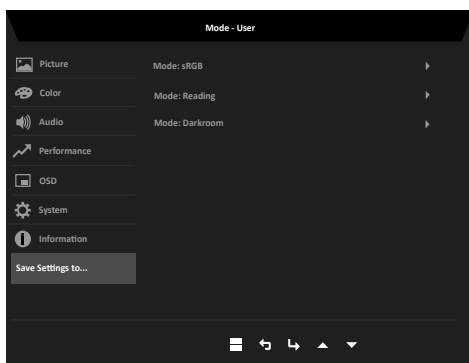 Mode - User
Picture
Color
Audio
Performance
OSD
System
Information
Save Settings to...
Mode: sRGB
Mode: Reading
Mode: Darkroom